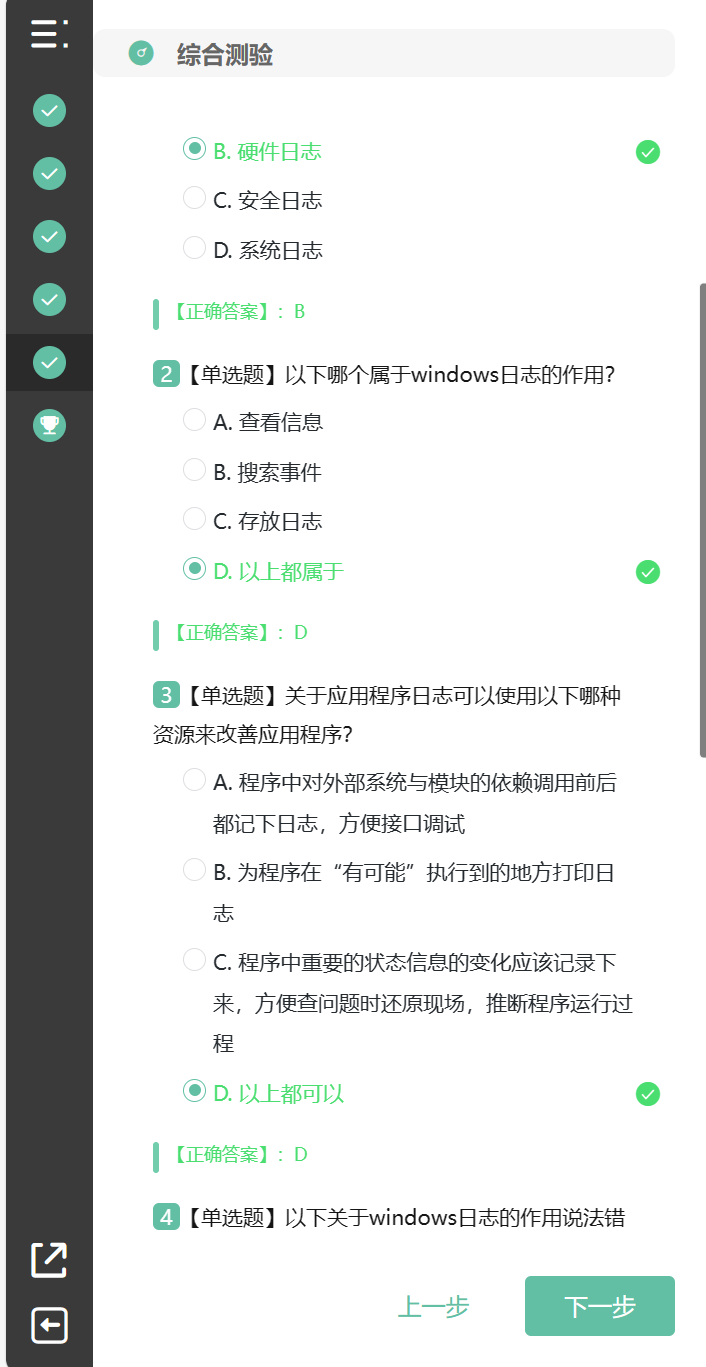 综合测验
B. 硬件日志
C. 安全日志
D. 系统日志
【正确答案】：B
2【单选题】以下哪个属于windows日志的作用?
A. 查看信息
B. 搜索事件
C. 存放日志
D. 以上都属于
【正确答案】：D
3【单选题】关于应用程序日志可以使用以下哪种
资源来改善应用程序?
A. 程序中对外部系统与模块的依赖调用前后
都记下日志，方便接口调试
B. 为程序在“有可能”执行到的地方打印日
志
C. 程序中重要的状态信息的变化应该记录下
来，方便查问题时还原现场，推断程序运行过
程
D. 以上都可以
【正确答案】：D
4【单选题】以下关于windows日志的作用说法错
上一步
下一步